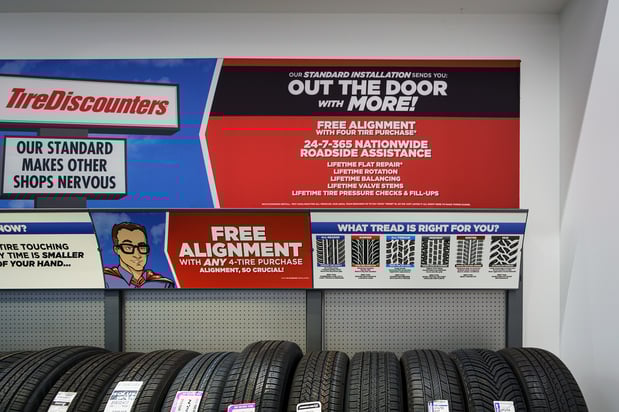 TireDiscounters
OUR STANDARD
MAKES OTHER
SHOPS NERVOUS
OUR STANDARD INSTALLATION SENDS YOU:
OUT THE DOOR
WITH MORE!
FREE ALIGNMENT
WITH FOUR TIRE PURCHASE*
24-7-365 NATIONWIDE
ROADSIDE ASSISTANCE
LIFETIME FLAT REPAIR*
LIFETIME ROTATION
LIFETIME BALANCING
LIFETIME VALVE STEMS
LIFETIME TIRE PRESSURE CHECKS & FILL-UPS
NOW?
TIRE TOUCHING
Y TIME IS SMALLER
OF YOUR HAND...
FREE
ALIGNMENT
WITH ANY 4-TIRE PURCHASE
ALIGNMENT, SO CRUCIAL!
WHAT TREAD IS RIGHT FOR YOU?